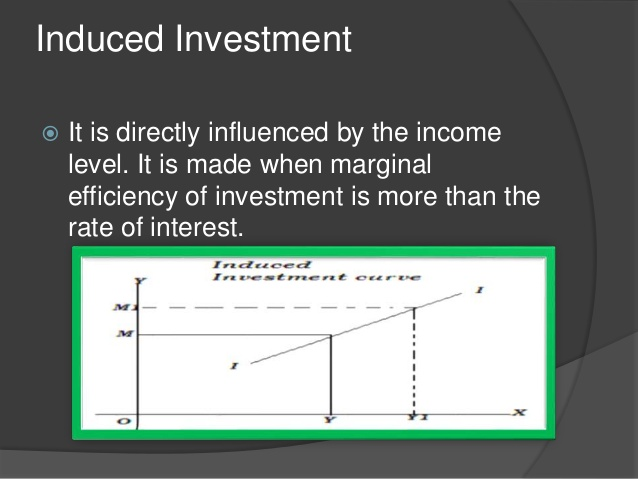 Induced Investment
It is directly influenced by the income
level. It is made when marginal
efficiency of investment is more than the
rate of interest.
Induced
Investment curve
Y
M1
I
M
I
O
Y
Y1
X